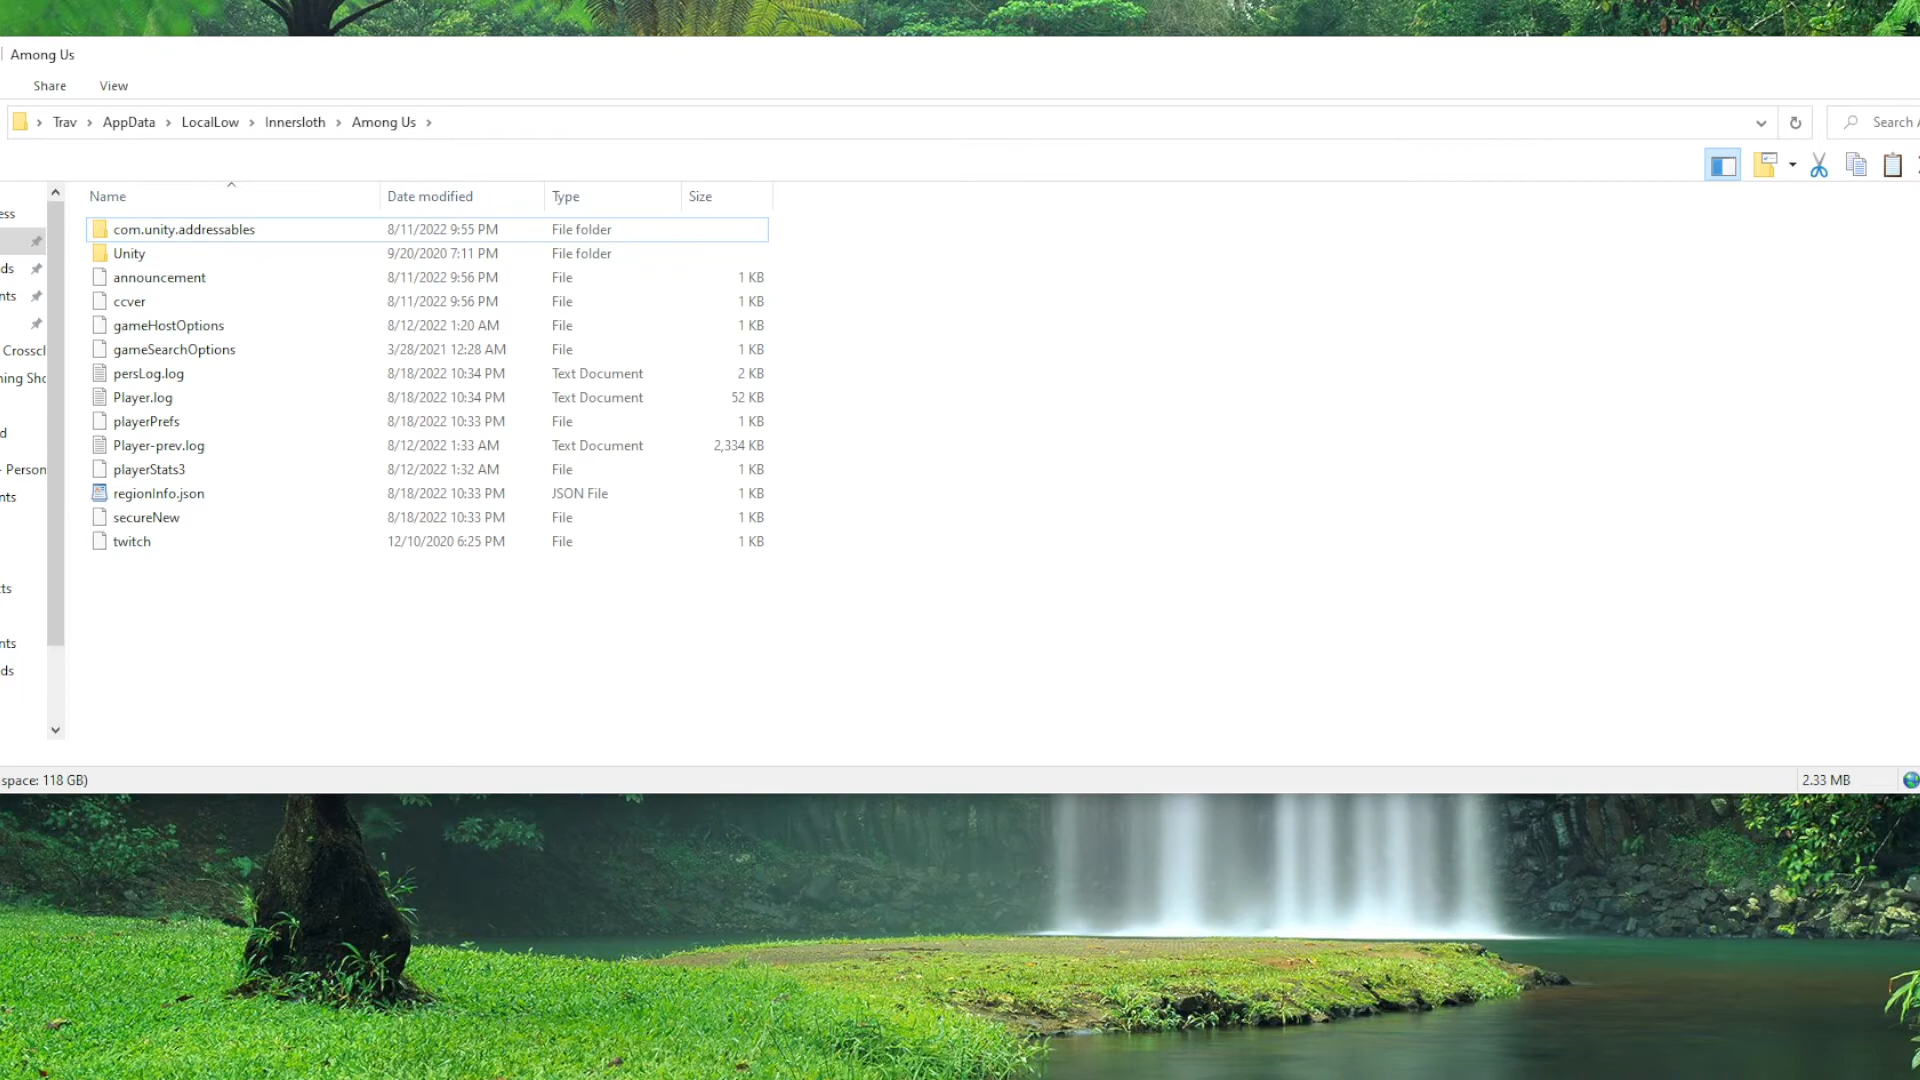 Among Us
Share View
Trav AppData LocalLow Innersloth Among Us
Search
Name Date modified Type Size
com.unity.addressables 8/11/2022 9:55 PM File folder
Unity 9/20/2020 7:11 PM File folder
announcement 8/11/2022 9:56 PM File 1 KB
ccver 8/11/2022 9:56 PM File 1 KB
gameHostOptions 8/12/2022 1:20 AM File 1 KB
gameSearchOptions 3/28/2021 12:28 AM File 1 KB
persLog.log 8/18/2022 10:34 PM Text Document 2 KB
Player.log 8/18/2022 10:34 PM Text Document 52 KB
playerPrefs 8/18/2022 10:33 PM File 1 KB
Player-prev.log 8/12/2022 1:33 AM Text Document 2,334 KB
playerStats3 8/12/2022 1:32 AM File 1 KB
regionInfo.json 8/18/2022 10:33 PM JSON File 1 KB
secureNew 8/18/2022 10:33 PM File 1 KB
twitch 12/10/2020 6:25 PM File 1 KB
ess
ds
nts
Crosscl
ning Sho
d
- Person
nts
cts
nts
ds
space: 118 GB)
2.33 MB